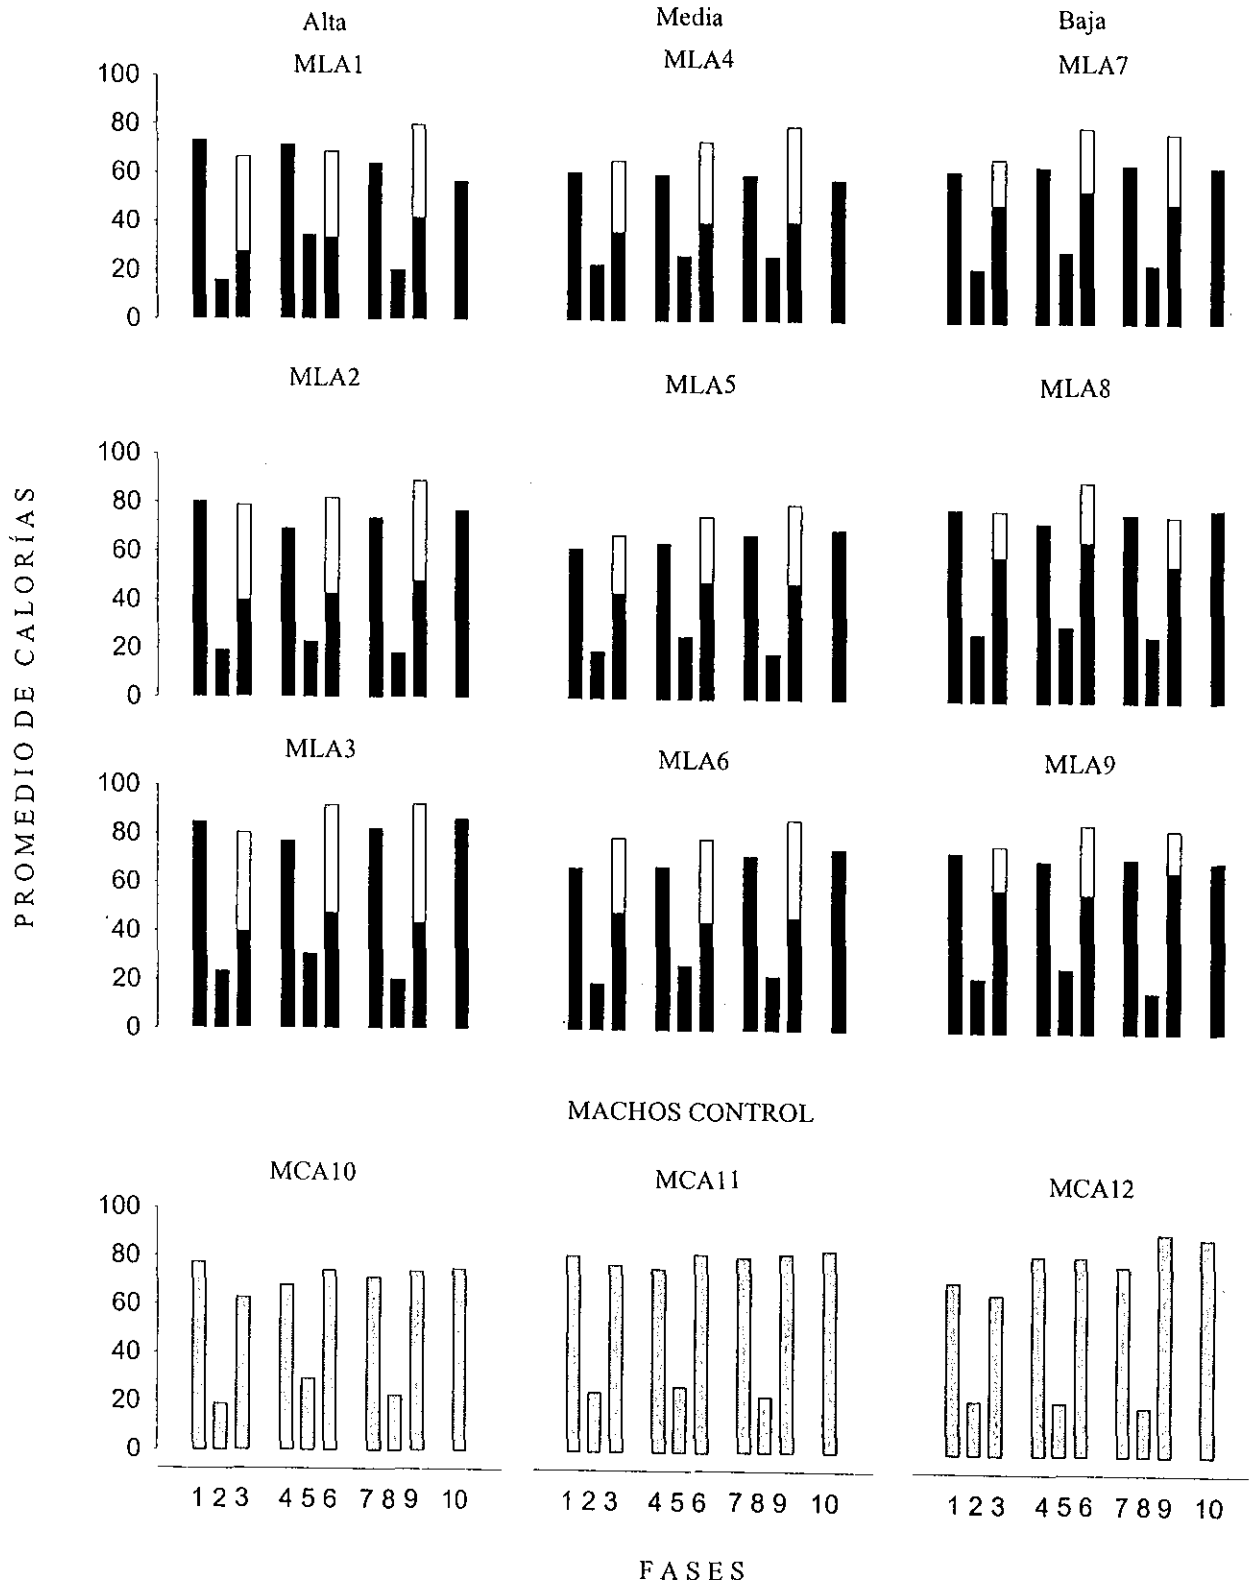 Alta Media Baja
MLA1 MLA4 MLA7
100
80
60
40
20
0
MLA2 MLA5 MLA8
100
80
60
40
20
0
MLA3 MLA6 MLA9
100
80
60
40
20
0
PROMEDIO DE CALORÍAS
MACHOS CONTROL
MCA10 MCA11 MCA12
100
80
60
40
20
0
1 2 3 4 5 6 7 8 9 10 1 2 3 4 5 6 7 8 9 10 1 2 3 4 5 6 7 8 9 10
FASES